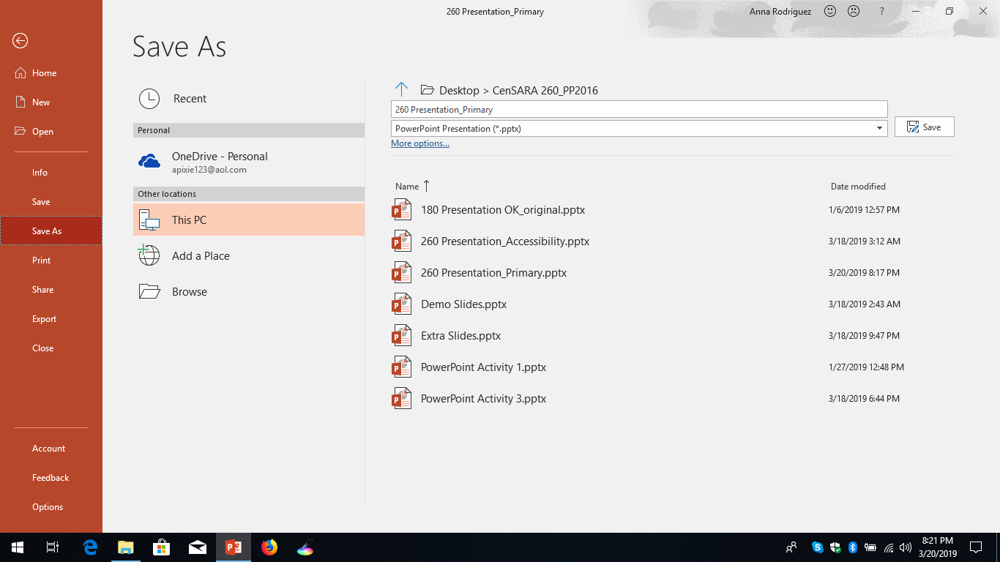 260 Presentation_Primary
Anna Rodriguez
?
Save As
Home
New
Open
Info
Save
Save As
Print
Share
Export
Close
Account
Feedback
Options
Recent
Personal
OneDrive - Personal
apixie123@aol.com
Other locations
This PC
Add a Place
Browse
Desktop > CenSARA 260_PP2016
260 Presentation_Primary
PowerPoint Presentation (*.pptx)
Save
More options...
Name Date modified
180 Presentation OK_original.pptx 1/6/2019 12:57 PM
260 Presentation_Accessibility.pptx 3/18/2019 3:12 AM
260 Presentation_Primary.pptx 3/20/2019 8:17 PM
Demo Slides.pptx 3/18/2019 2:43 AM
Extra Slides.pptx 3/18/2019 9:47 PM
PowerPoint Activity 1.pptx 1/27/2019 12:48 PM
PowerPoint Activity 3.pptx 3/18/2019 6:44 PM
8:21 PM
3/20/2019